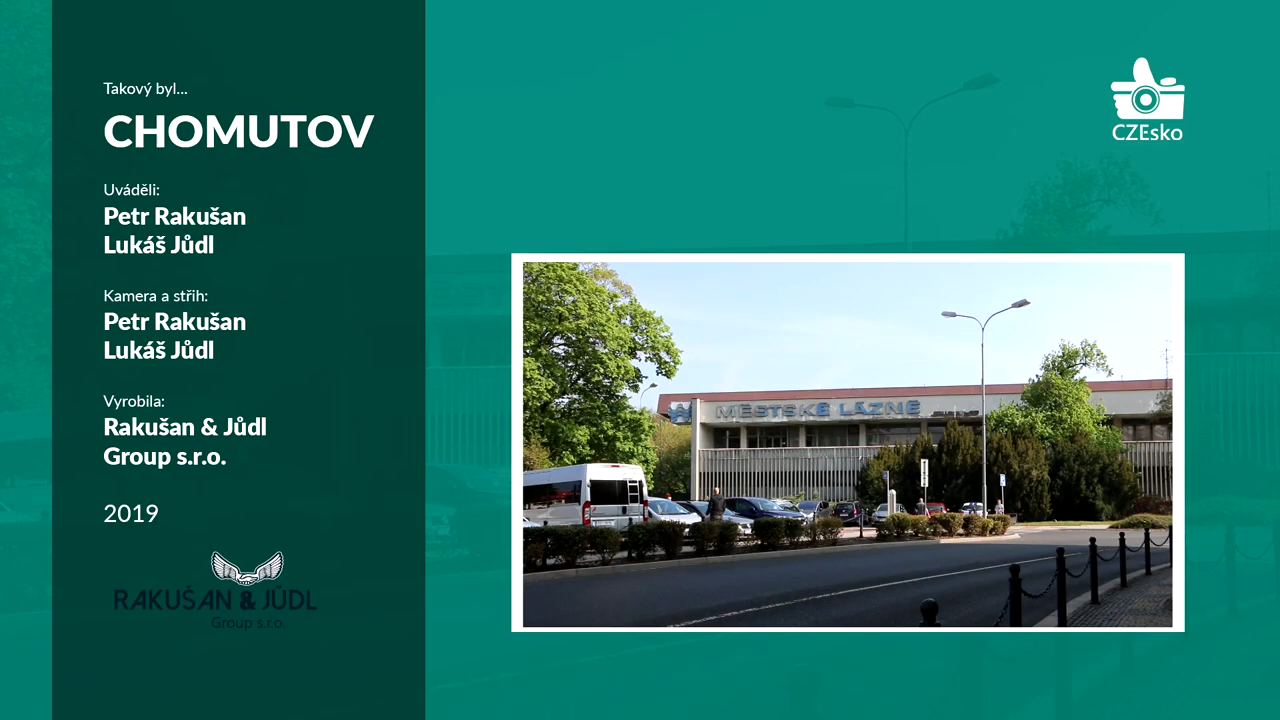 Takový byl...
CHOMUTOV
Uváděli:
Petr Rakušan
Lukáš Jůdl
Kamera a střih:
Petr Rakušan
Lukáš Jůdl
Vyrobila:
Rakušan & Jůdl
Group s.r.o.
2019
RAKUŠAN & JŮDL
Group s.r.o.
CZEsko
MĚSTSKÉ LÁZNĚ